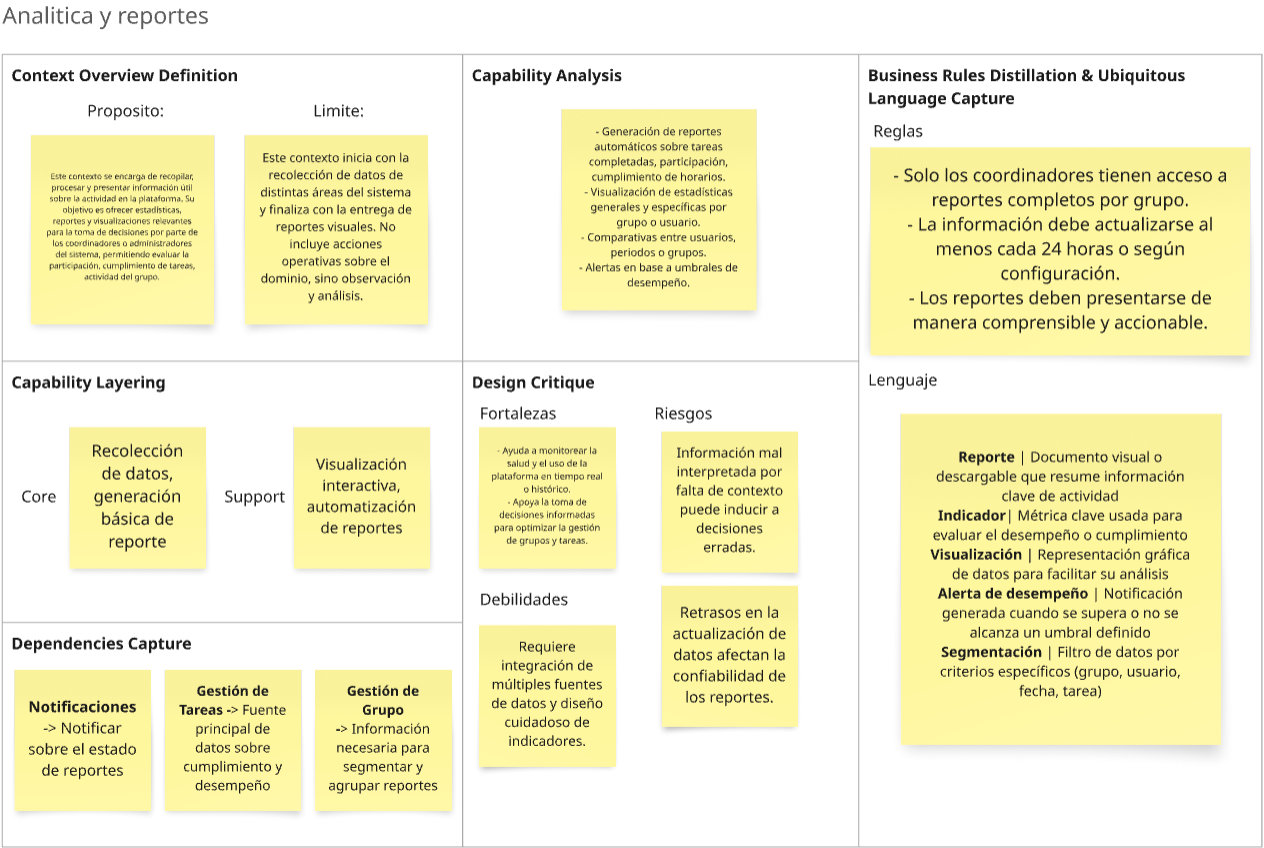 Analitica y reportes
Context Overview Definition
Proposito:
Limite:
Este contexto se encarga de recopilar,
procesar y presentar información útil
sobre la actividad en la plataforma. Su
objetivo es ofrecer estadísticas,
reportes y visualizaciones relevantes
para la toma de decisiones por parte de
los coordinadores o administradores
del sistema, permitiendo evaluar la
participación, cumplimiento de tareas,
actividad del grupo.
Este contexto inicia con la
recolección de datos de
distintas áreas del sistema
y finaliza con la entrega de
reportes visuales. No
incluye acciones
operativas sobre el
dominio, sino observación
y análisis.
Capability Analysis
- Generación de reportes
automáticos sobre tareas
completadas, participación,
cumplimiento de horarios.
- Visualización de estadísticas
generales y específicas por
grupo o usuario.
- Comparativas entre usuarios,
periodos o grupos.
- Alertas en base a umbrales de
desempeño.
Business Rules Distillation & Ubiquitous
Language Capture
Reglas
- Solo los coordinadores tienen acceso a
reportes completos por grupo.
- La información debe actualizarse al
menos cada 24 horas o según
configuración.
- Los reportes deben presentarse de
manera comprensible y accionable.
Lenguaje
Reporte | Documento visual o
descargable que resume información
clave de actividad
Indicador| Métrica clave usada para
evaluar el desempeño o cumplimiento
Visualización | Representación gráfica
de datos para facilitar su análisis
Alerta de desempeño | Notificación
generada cuando se supera o no se
alcanza un umbral definido
Segmentación | Filtro de datos por
criterios específicos (grupo, usuario,
fecha, tarea)
Capability Layering
Core
Recolección
de datos,
generación
básica de
reporte
Support
Visualización
interactiva,
automatización
de reportes
Design Critique
Fortalezas
- Ayuda a monitorear la
salud y el uso de la
plataforma en tiempo real
o histórico.
- Apoya la toma de
decisiones informadas
para optimizar la gestión
de grupos y tareas.
Riesgos
Información mal
interpretada por
falta de contexto
puede inducir a
decisiones
erradas.
Retrasos en la
actualización de
datos afectan la
confiabilidad de
los reportes.
Debilidades
Requiere
integración de
múltiples fuentes
de datos y diseño
cuidadoso de
indicadores.
Dependencies Capture
Notificaciones
-> Notificar
sobre el estado
de reportes
Gestión de
Tareas -> Fuente
principal de
datos sobre
cumplimiento y
desempeño
Gestión de
Grupo
-> Información
necesaria para
segmentar y
agrupar reportes